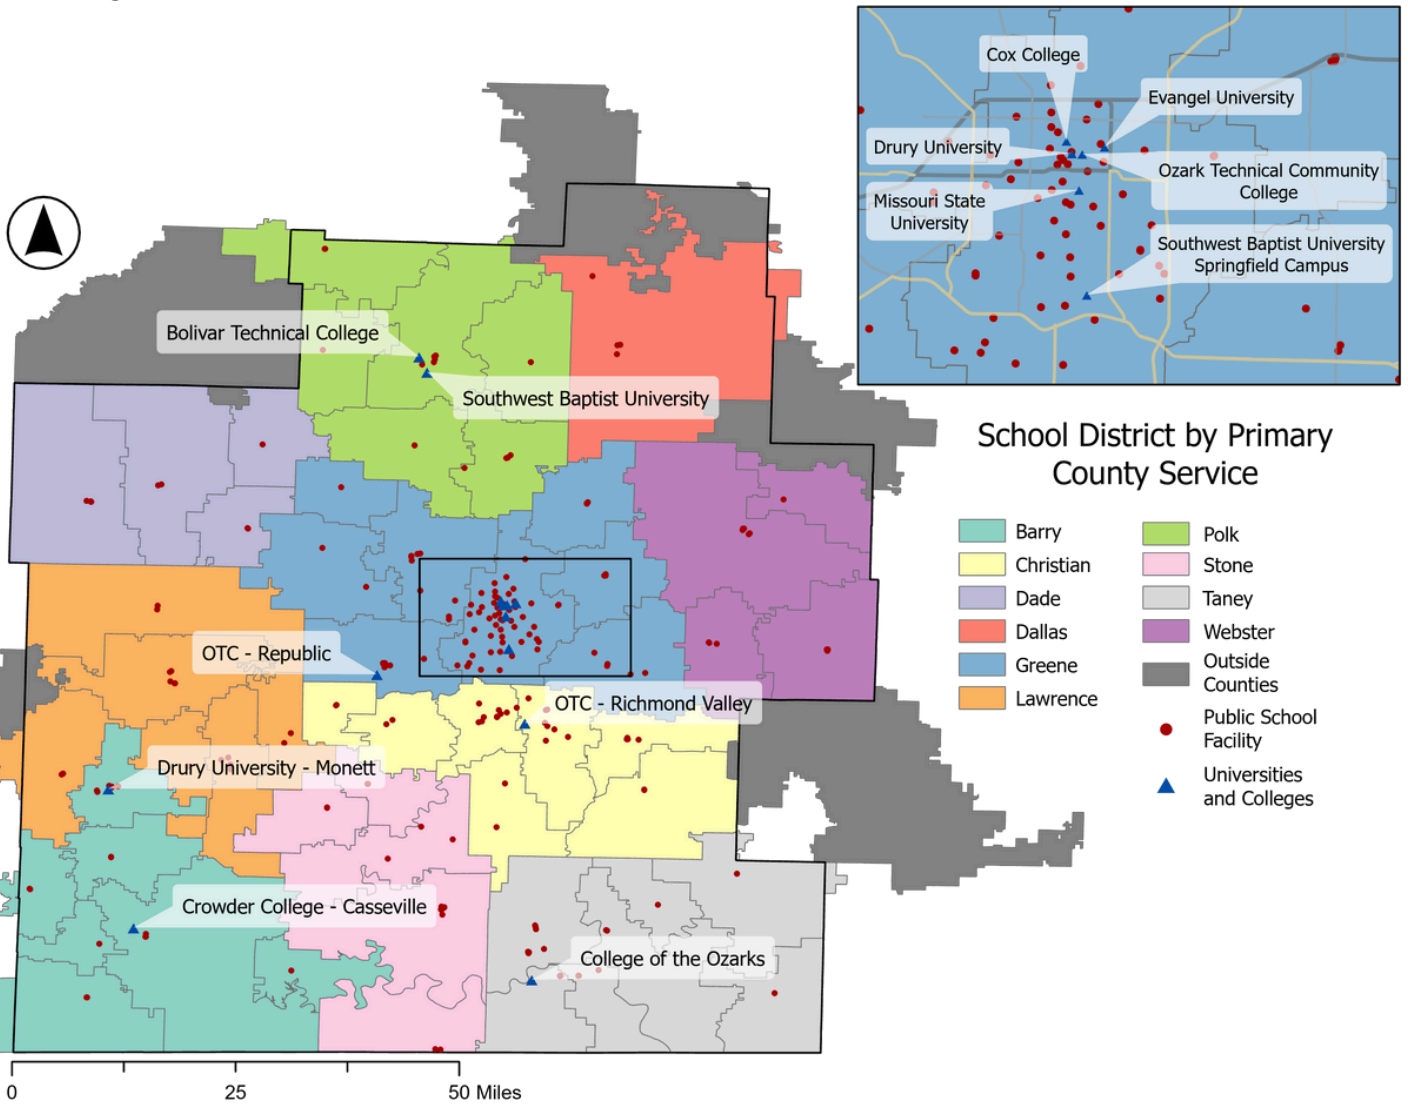 Cox College
Evangel University
Drury University
Ozark Technical Community
College
Missouri State
University
Southwest Baptist University
Springfield Campus
Bolivar Technical College
Southwest Baptist University
OTC - Republic
OTC - Richmond Valley
Drury University - Monett
Crowder College - Casseville
College of the Ozarks
School District by Primary
County Service
Barry
Christian
Dade
Dallas
Greene
Lawrence
Polk
Stone
Taney
Webster
Outside
Counties
Public School
Facility
Universities
and Colleges
0 25 50 Miles